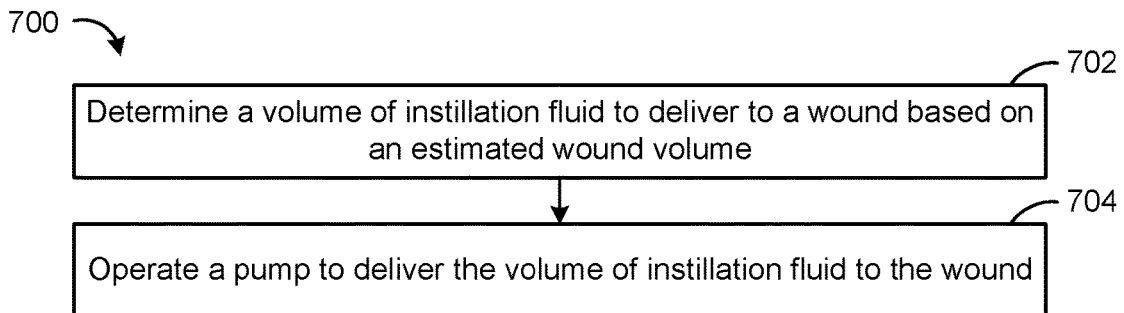 700
702
Determine a volume of instillation fluid to deliver to a wound based on
an estimated wound volume
704
Operate a pump to deliver the volume of instillation fluid to the wound